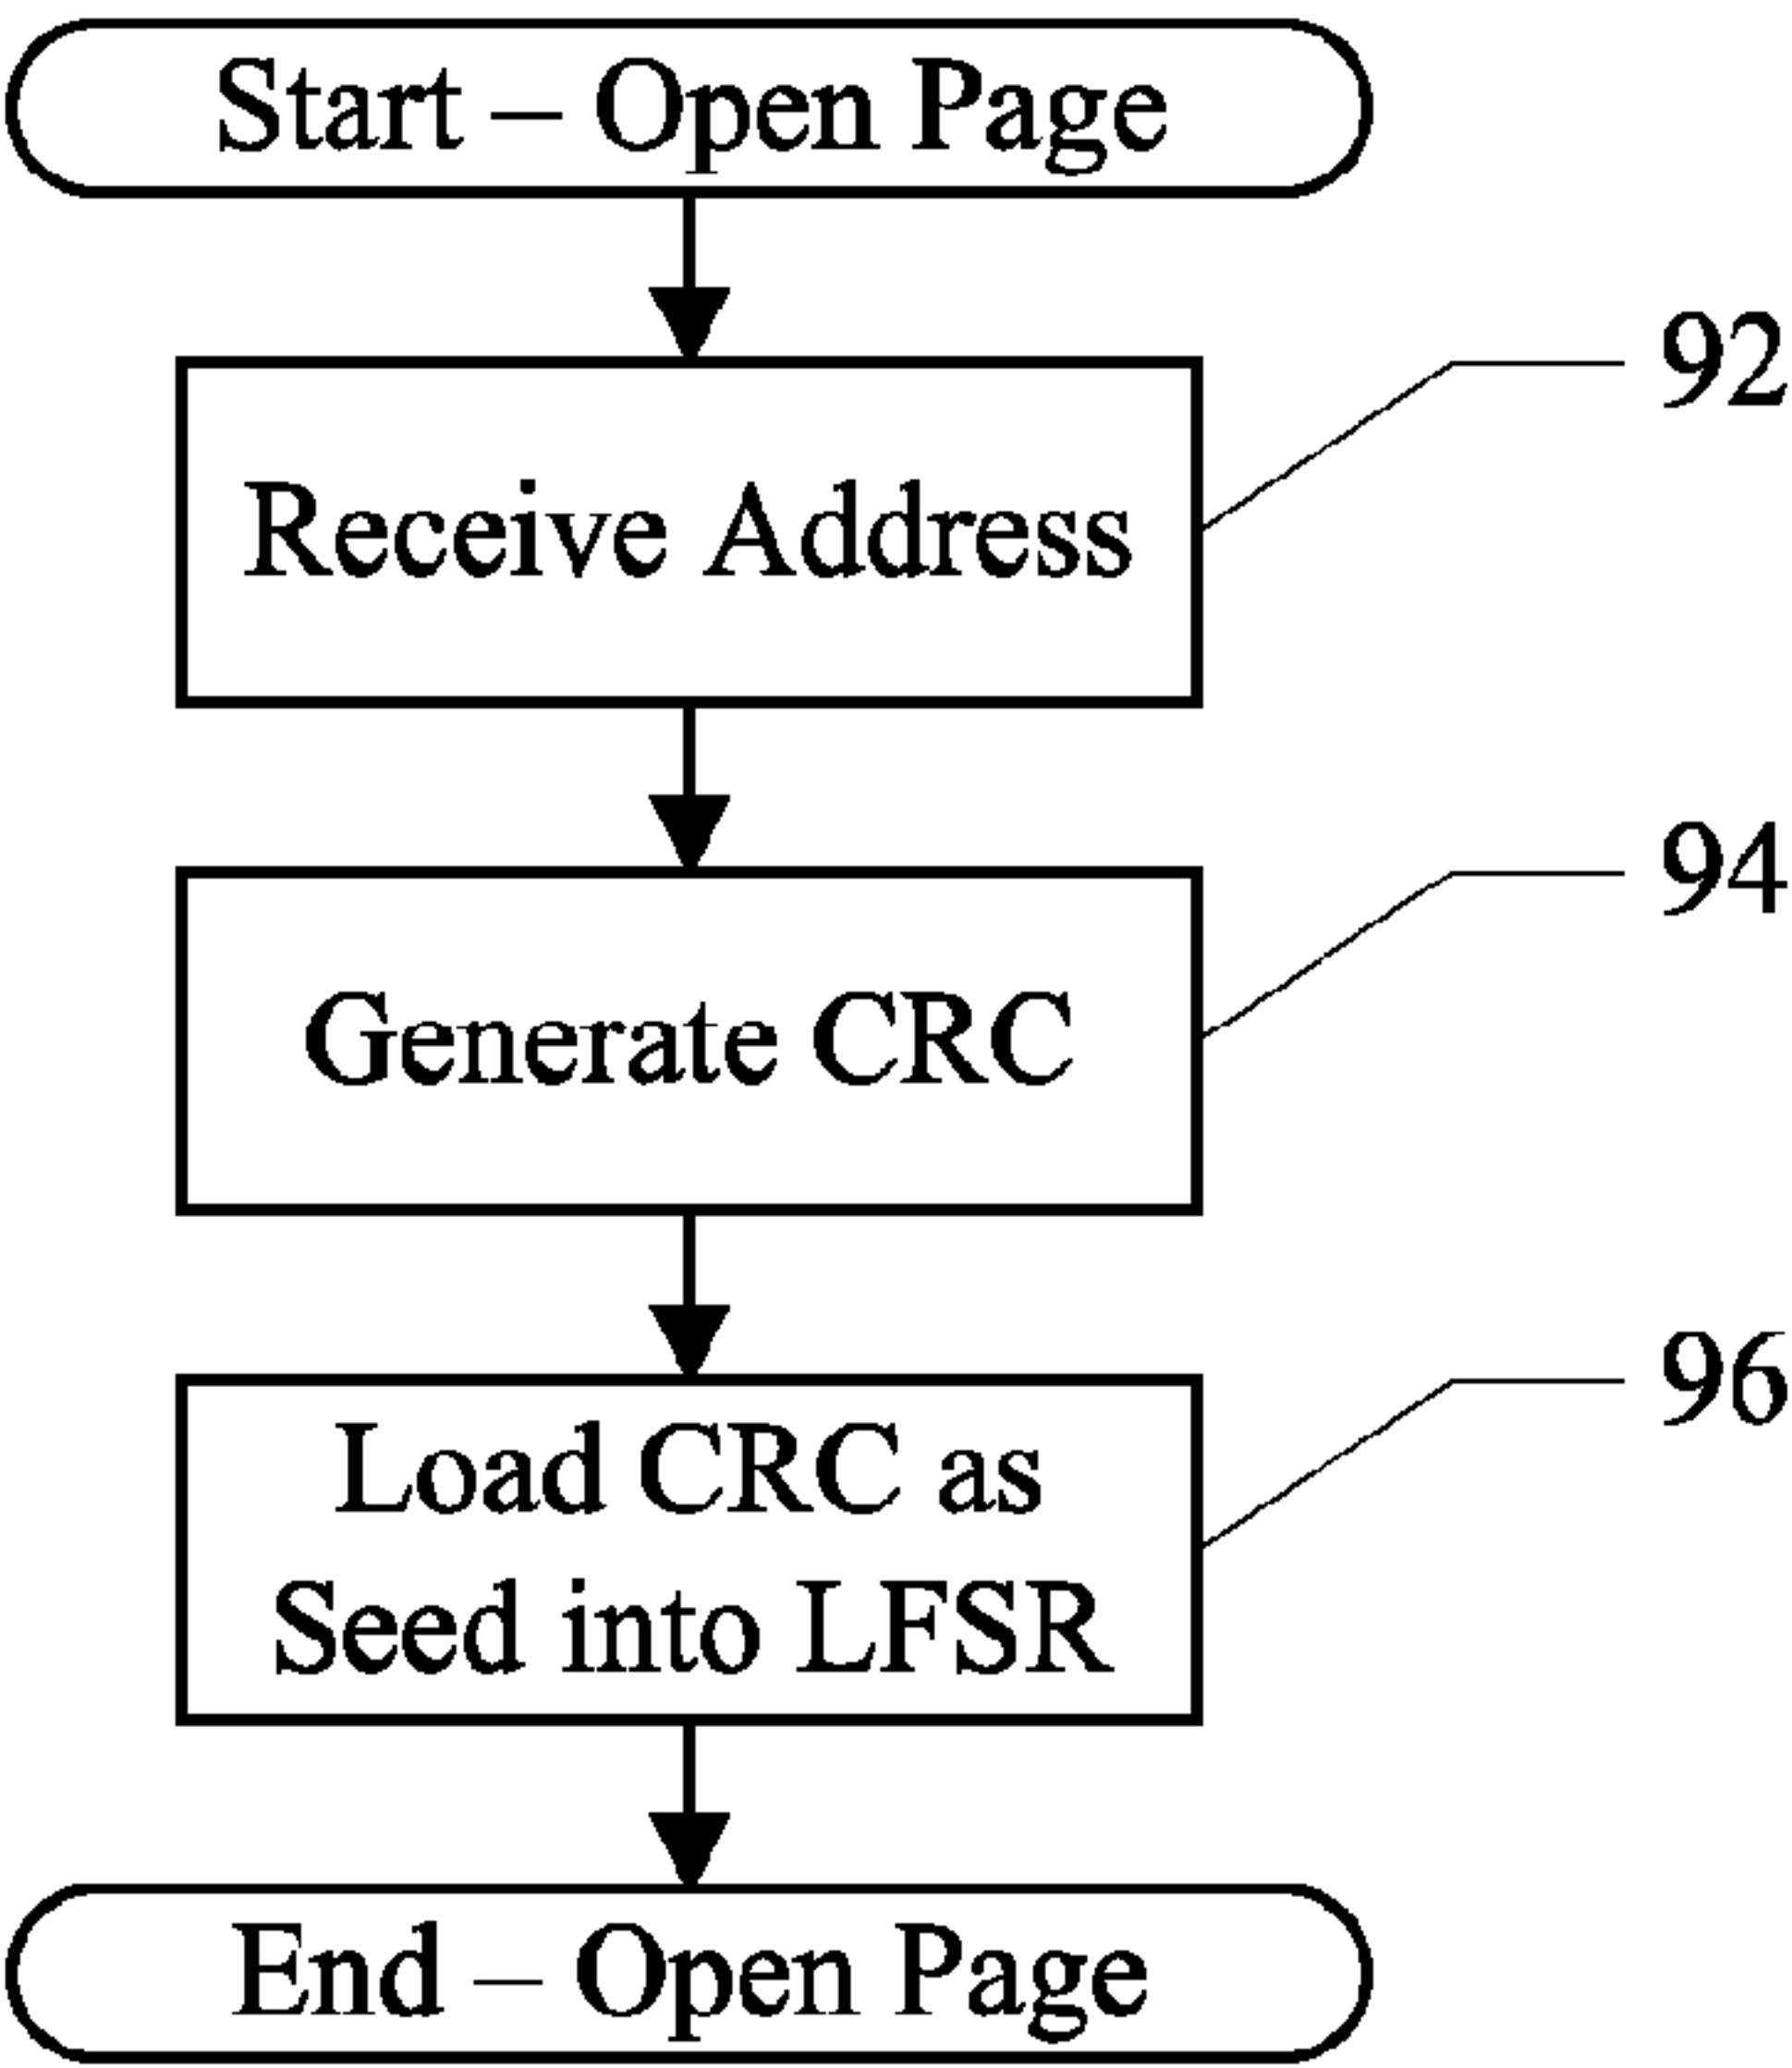 Start – Open Page
92
Receive Address
94
Generate CRC
96
Load CRC as
Seed into LFSR
End – Open Page